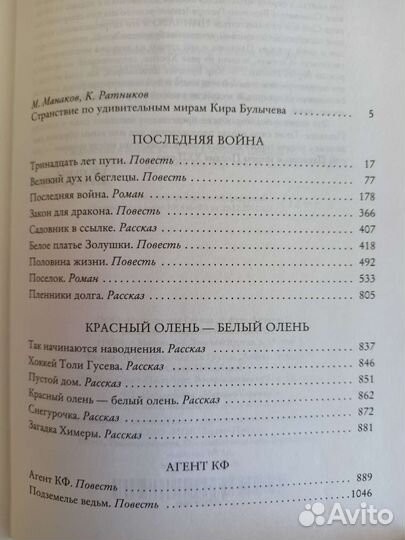 М. Манаков, К. Ратников
Странствие по удивительным мирам Кира Булычева 5
ПОСЛЕДНЯЯ ВОЙНА
Тринадцать лет пути. Повесть 17
Великий дух и беглецы. Повесть 77
Последняя война. Роман 178
Закон для дракона. Повесть 366
Садовник в ссылке. Рассказ 407
Белое платье Золушки. Повесть 418
Половина жизни. Повесть 492
Поселок. Роман 533
Пленники долга. Рассказ 805
КРАСНЫЙ ОЛЕНЬ — БЕЛЫЙ ОЛЕНЬ
Так начинаются наводнения. Рассказ 837
Хоккей Толи Гусева. Рассказ 846
Пустой дом. Рассказ 851
Красный олень — белый олень. Рассказ 862
Снегурочка. Рассказ 872
Загадка Химеры. Рассказ 881
АГЕНТ КФ
Агент КФ. Повесть 889
Подземелье ведьм. Повесть 1046
Avito